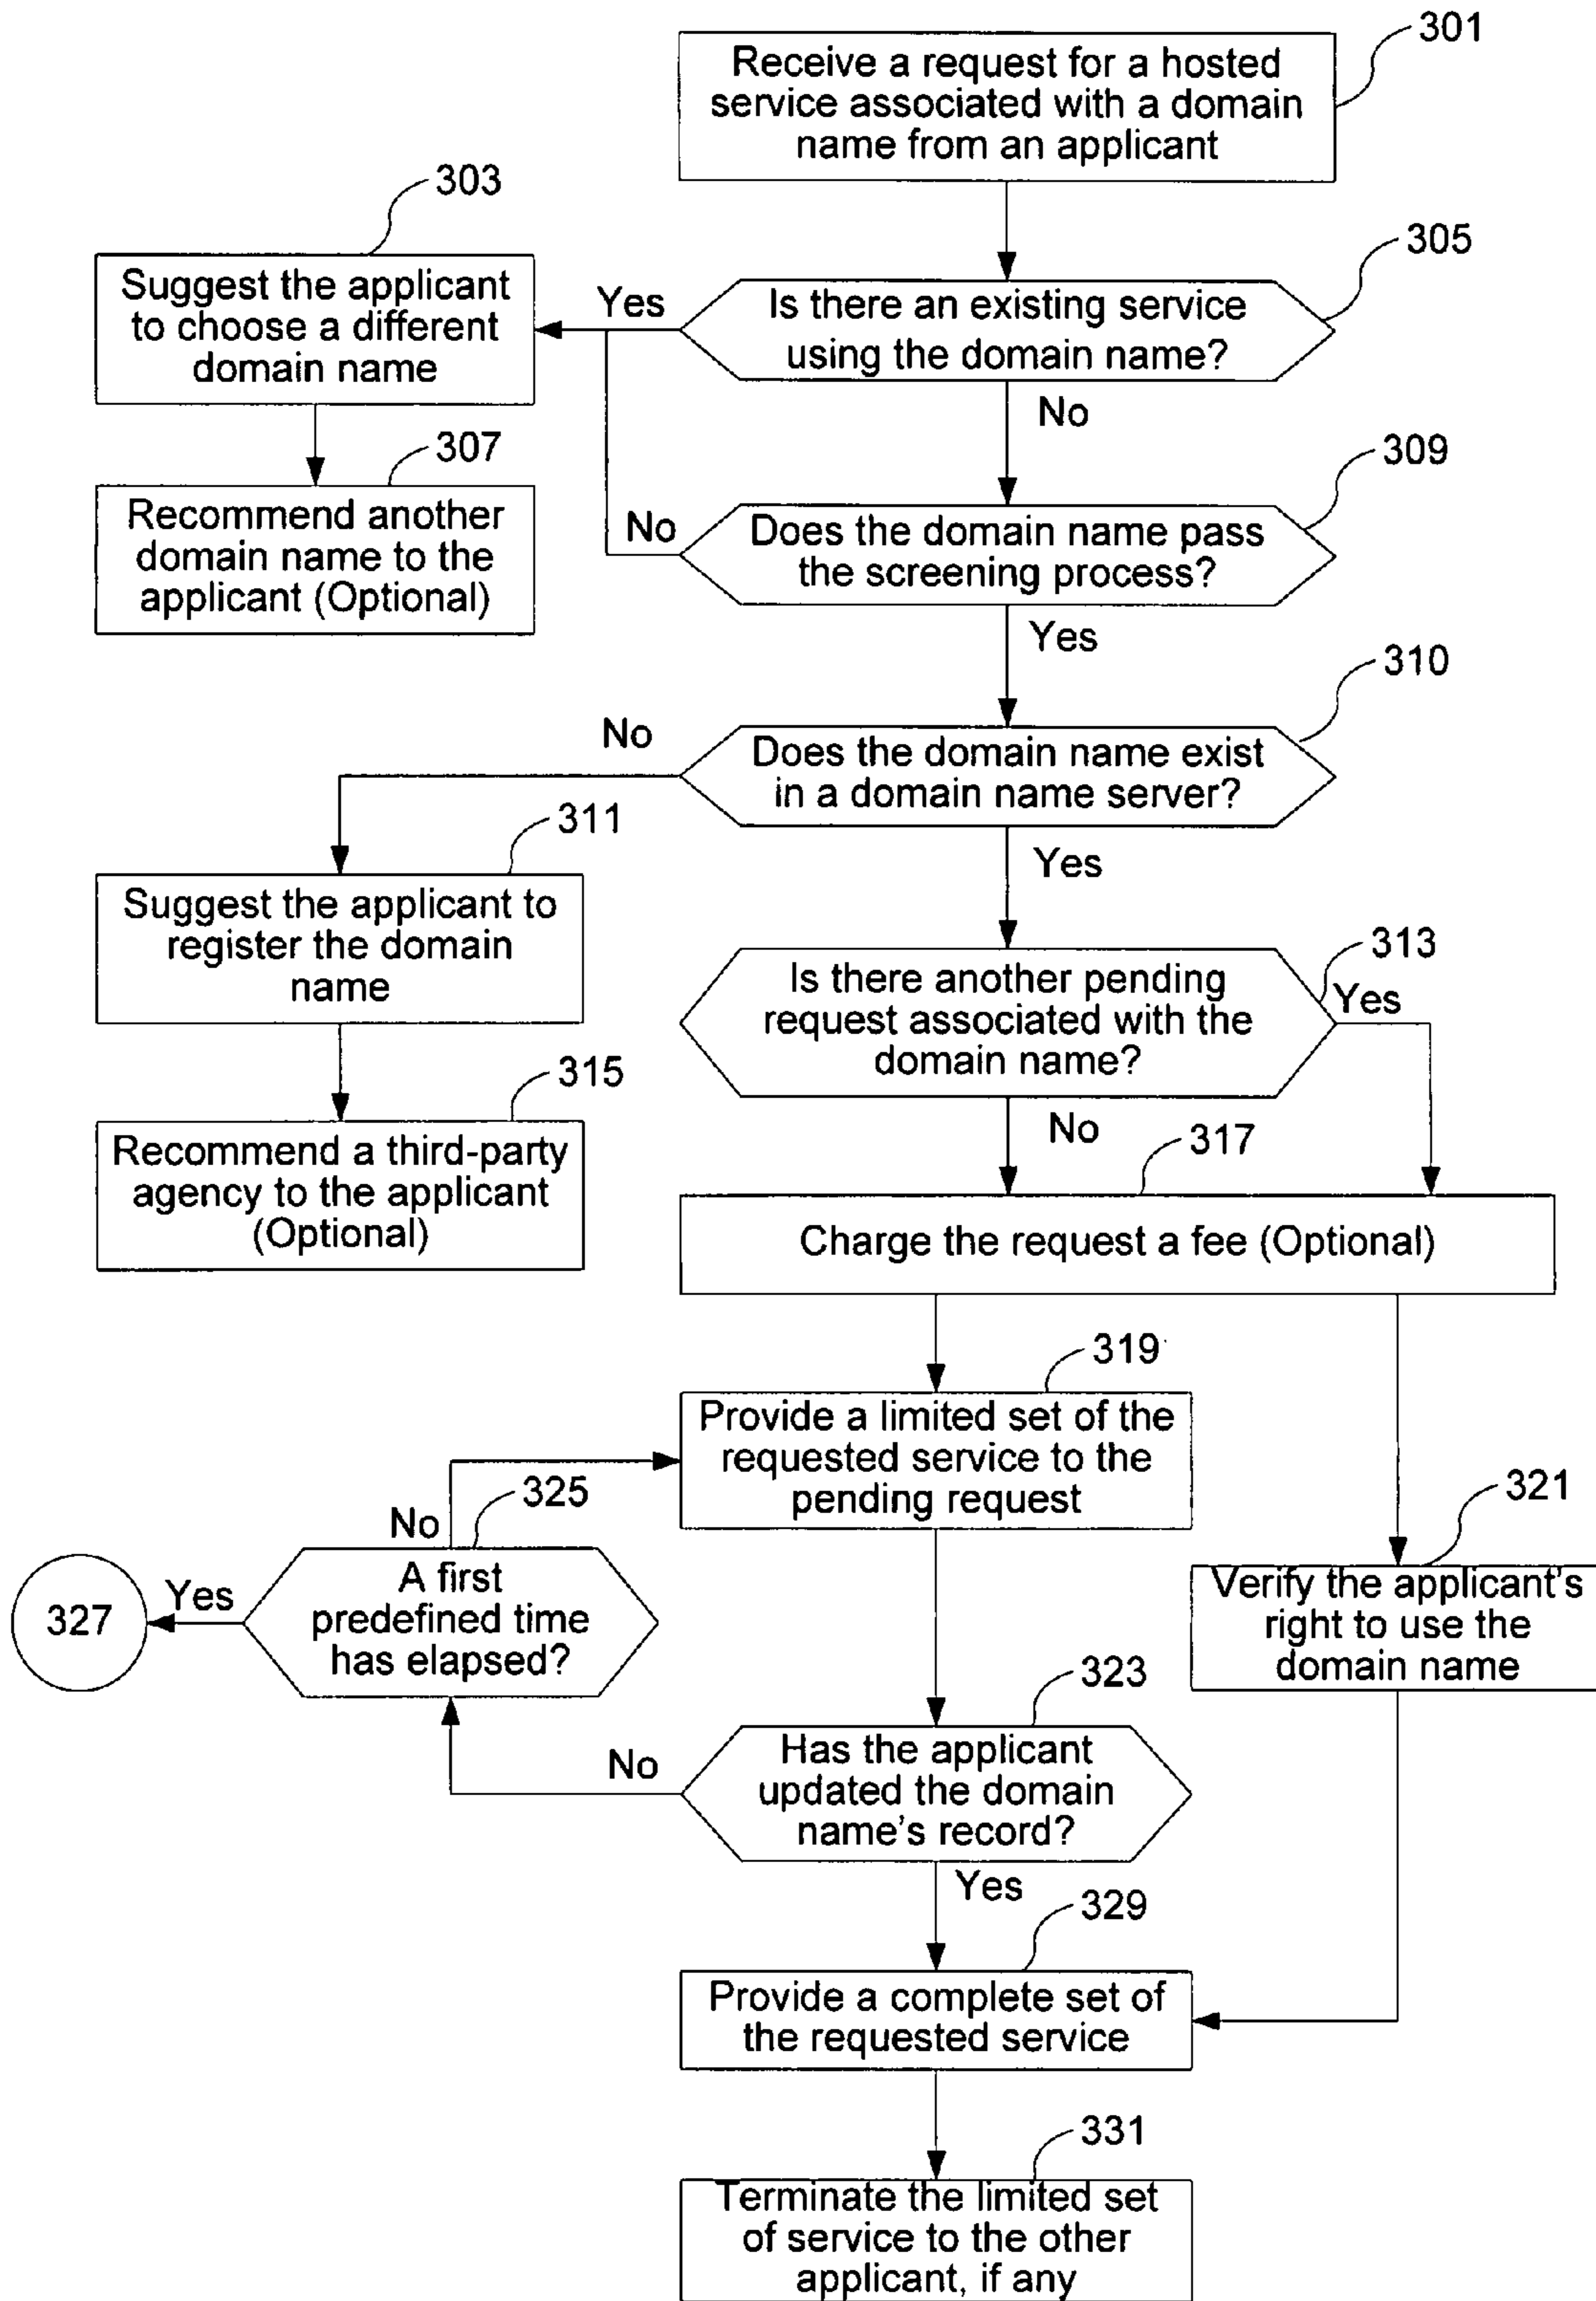 301
Receive a request for a hosted
service associated with a domain
name from an applicant
303
305
Suggest the applicant
to choose a different
domain name
Yes
Is there an existing service
using the domain name?
No
307
309
Recommend another
domain name to the
applicant (Optional)
No
Does the domain name pass
the screening process?
Yes
310
No
Does the domain name exist
in a domain name server?
311
Yes
Suggest the applicant to
register the domain
name
313
Is there another pending
request associated with the
domain name?
Yes
315
No
317
Recommend a third-party
agency to the applicant
(Optional)
Charge the request a fee (Optional)
319
Provide a limited set of the
requested service to the
pending request
325
No
321
327
Yes
A first
predefined time
has elapsed?
Verify the applicant's
right to use the
domain name
323
No
Has the applicant
updated the domain
name's record?
Yes
329
Provide a complete set of
the requested service
331
Terminate the limited set
of service to the other
applicant, if any